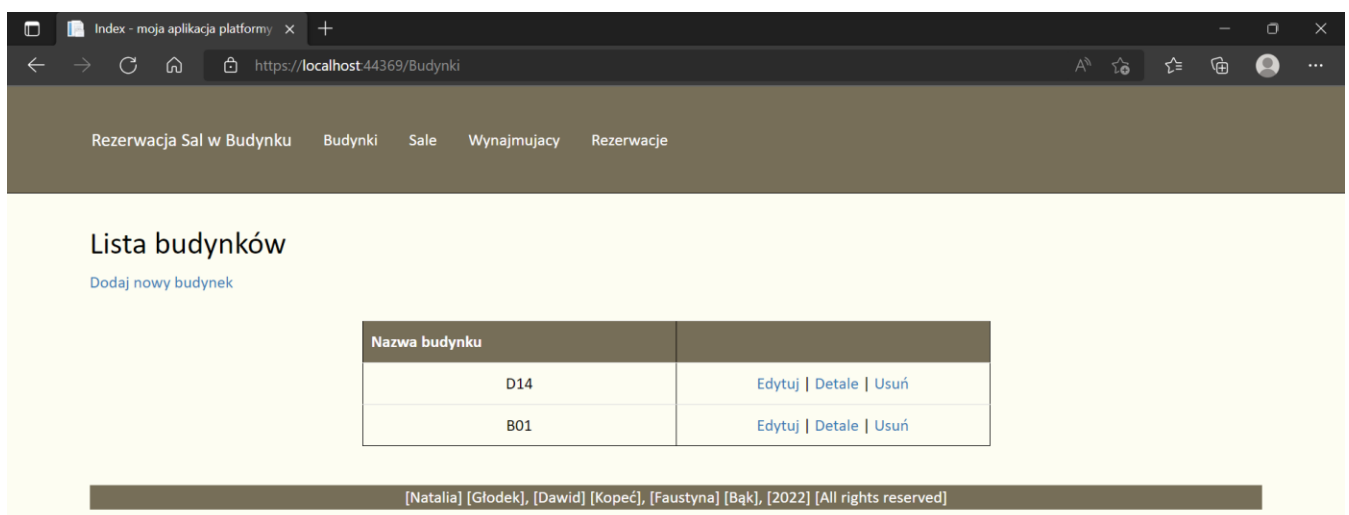 Index - moja aplikacja platformy
https://localhost:44369/Budynki
Rezerwacja Sal w Budynku Budynki Sale Wynajmujacy Rezerwacje
Lista budynków
Dodaj nowy budynek
Nazwa budynku
D14 Edytuj | Detale | Usuń
B01 Edytuj | Detale | Usuń
[Natalia] [Głodek], [Dawid] [Kopeć], [Faustyna] [Bąk], [2022] [All rights reserved]